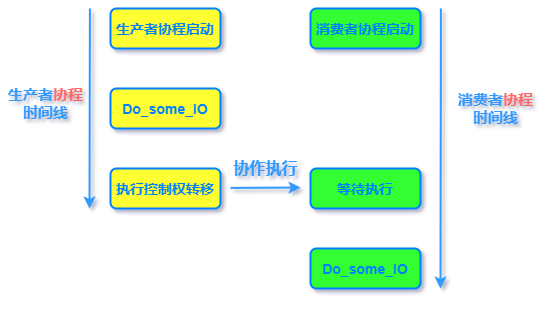 生产者协程启动
消费者协程启动
生产者协程
时间线
Do_some_IO
消费者协程
时间线
执行控制权转移
协作执行
等待执行
Do_some_IO